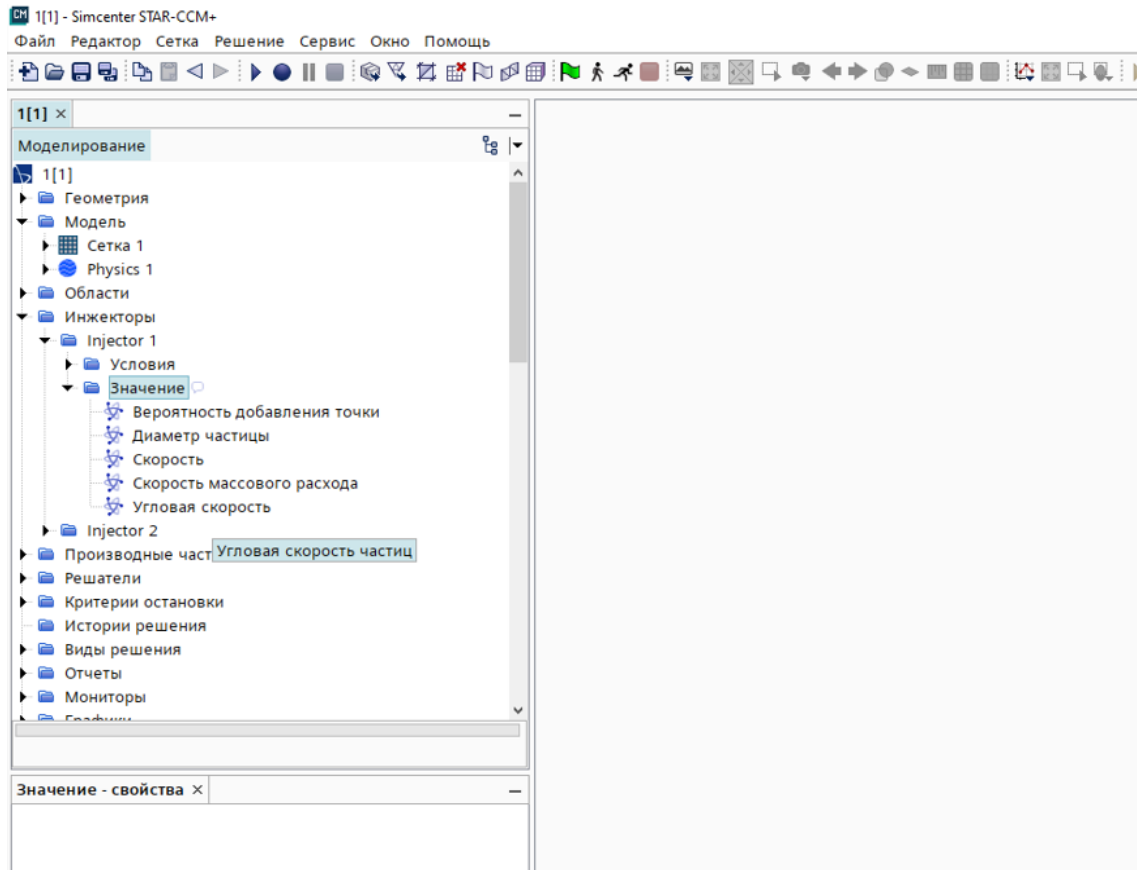 CM 1[1] - Simcenter STAR-CCM+
Файл Редактор Сетка Решение Сервис Окно Помощь
1[1] ×
Моделирование
1[1]
Геометрия
Модель
Сетка 1
Physics 1
Области
Инжекторы
Injector 1
Условия
Значение
Вероятность добавления точки
Диаметр частицы
Скорость
Скорость массового расхода
Угловая скорость
Injector 2
Производные част Угловая скорость частиц
Решатели
Критерии остановки
Истории решения
Виды решения
Отчеты
Мониторы
Графики
Значение - свойства ×